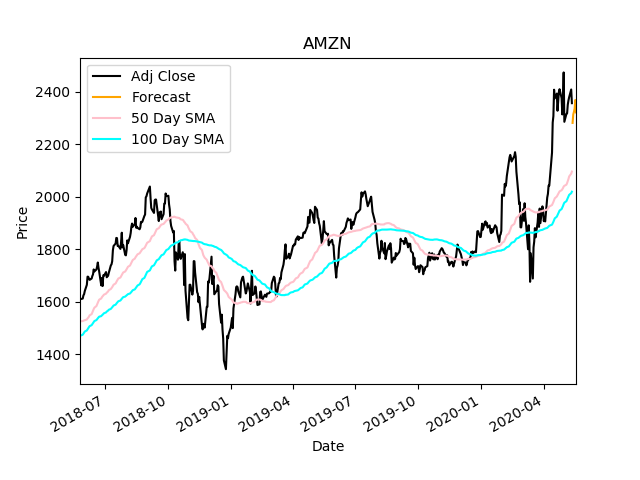 AMZN
Adj Close
Forecast
50 Day SMA
100 Day SMA
Price
2400
2200
2000
1800
1600
1400
2018-07
2018-10
2019-01
2019-04
2019-07
2019-10
2020-01
2020-04
Date